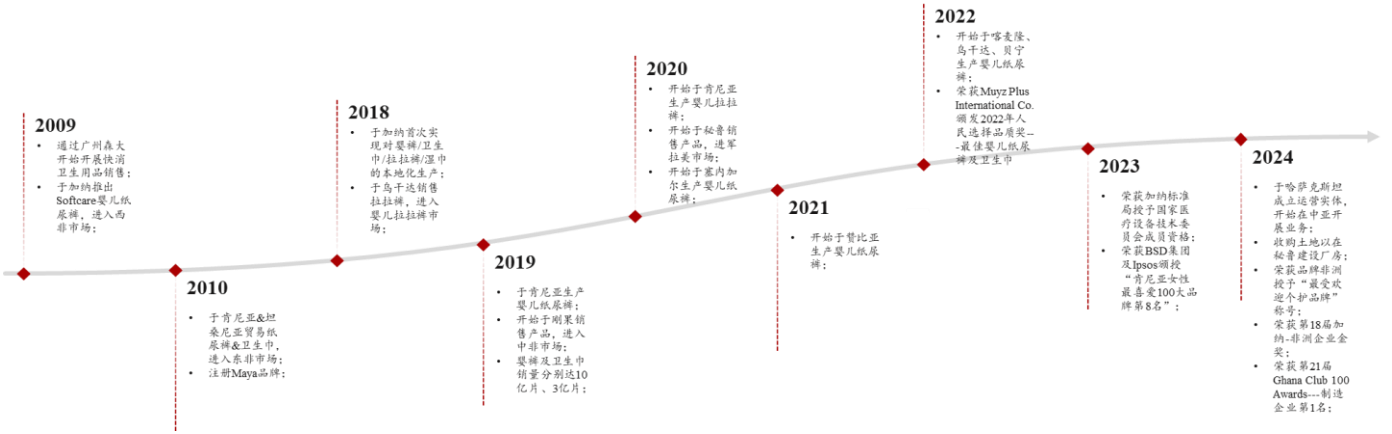 2009
• 通过广州森大
开始开展快消
卫生用品销售；
• 于加纳推出
Softcare婴儿纸
尿裤，进入西
非市场；
2010
• 于肯尼亚&坦
桑尼亚贸易纸
尿裤&卫生巾，
进入东非市场；
• 注册Maya品牌；
2018
• 于加纳首次实
现对婴裤/卫生
巾/拉拉裤/湿巾
的本地化生产；
• 于乌干达销售
拉拉裤，进入
婴儿拉拉裤市
场；
2019
• 于肯尼亚生产
婴儿纸尿裤；
• 开始于刚果销
售产品，进入
中非市场；
• 婴裤及卫生巾
销量分别达10
亿片、3亿片；
2020
• 开始于肯尼亚
生产婴儿拉拉
裤；
• 开始于秘鲁销
售产品，进军
拉美市场；
• 开始于塞内加
尔生产婴儿纸
尿裤；
2021
• 开始于赞比亚
生产婴儿纸尿裤
；
2022
• 开始于喀麦隆、
乌干达、贝宁
生产婴儿纸尿
裤；
• 荣获Muyz Plus
International Co.
颁发2022年人
民选择品质奖--
-最佳婴儿纸尿
裤及卫生巾
2023
• 荣获加纳标准
局授予国家医
疗设备技术委
员会成员资格；
• 荣获BSD集团
及Ipsos颁授
“肯尼亚女性
最喜爱100大品
牌第8名”；
2024
• 于哈萨克斯坦
成立运营实体，
开始在中亚开
展业务；
• 收购土地以在
秘鲁建设厂房；
• 荣获品牌非洲
授予“最受欢
迎个护品牌”
称号；
• 荣获第18届加
纳-非洲企业金
奖；
• 荣获第21届
Ghana Club 100
Awards---制造
企业第1名；